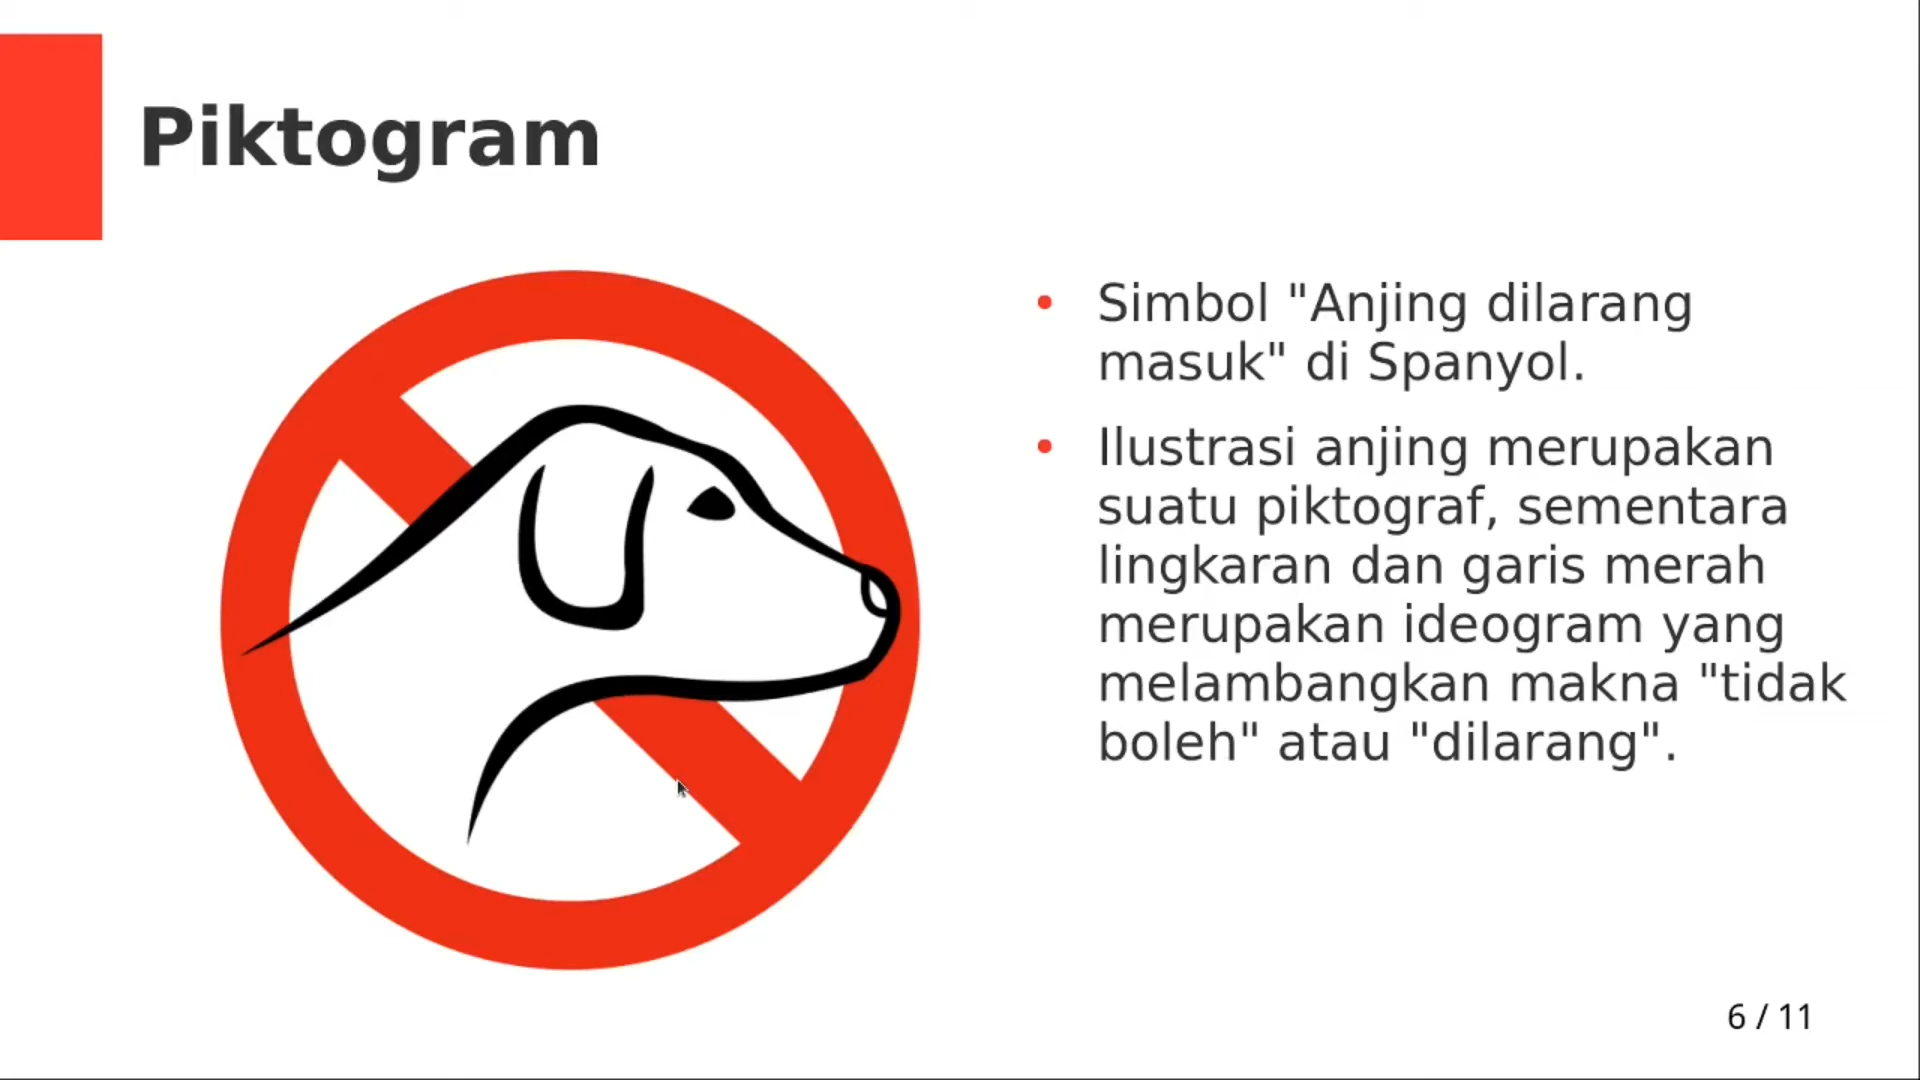 Piktogram
Simbol "Anjing dilarang
masuk" di Spanyol.
Ilustrasi anjing merupakan
suatu piktograf, sementara
lingkaran dan garis merah
merupakan ideogram yang
melambangkan makna "tidak
boleh" atau "dilarang".
6 / 11